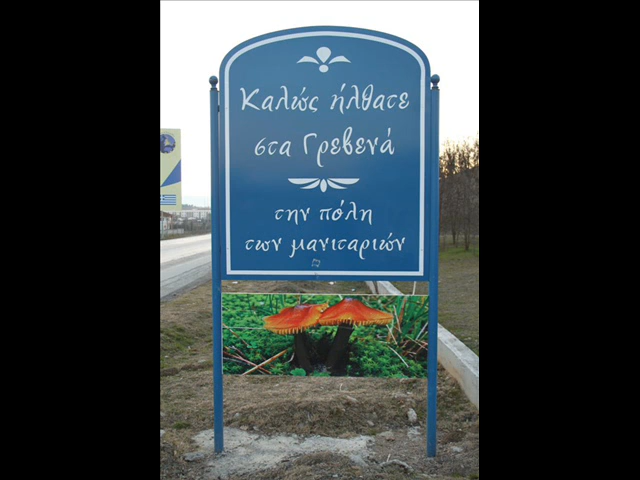 Καλώς ήλθατε
στα Γρεβενά
την πόλη
των μανιταριών